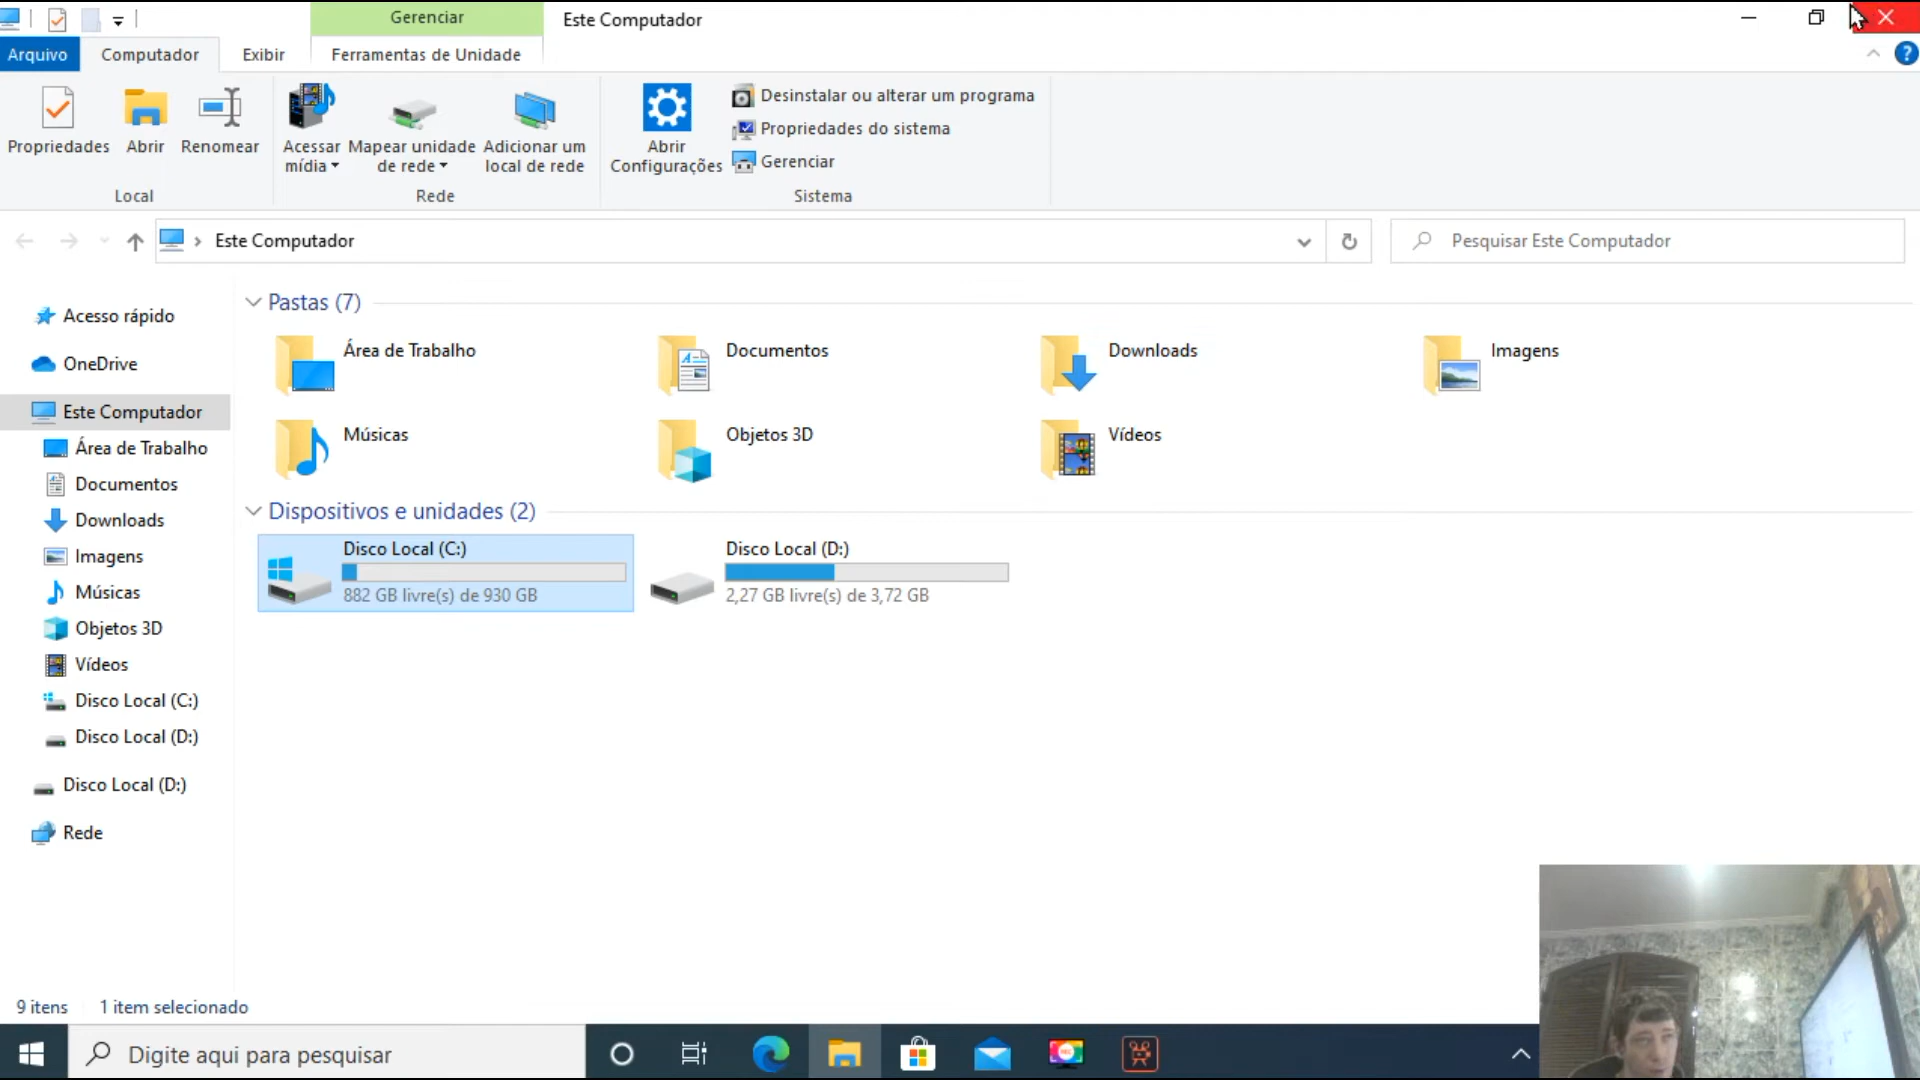 Gerenciar
Este Computador
Arquivo
Computador
Exibir
Ferramentas de Unidade
?
Propriedades
Abrir
Renomear
Acessar
mídia
Mapear unidade
de rede
Adicionar um
local de rede
Abrir
Configurações
Desinstalar ou alterar um programa
Propriedades do sistema
Gerenciar
Local
Rede
Sistema
Este Computador
Pesquisar Este Computador
Acesso rápido
OneDrive
Este Computador
Área de Trabalho
Documentos
Downloads
Imagens
Músicas
Objetos 3D
Vídeos
Disco Local (C:)
Disco Local (D:)
Disco Local (D:)
Rede
Pastas (7)
Área de Trabalho
Documentos
Downloads
Imagens
Músicas
Objetos 3D
Vídeos
Dispositivos e unidades (2)
Disco Local (C:)
882 GB livre(s) de 930 GB
Disco Local (D:)
2,27 GB livre(s) de 3,72 GB
9 itens
1 item selecionado
Digite aqui para pesquisar